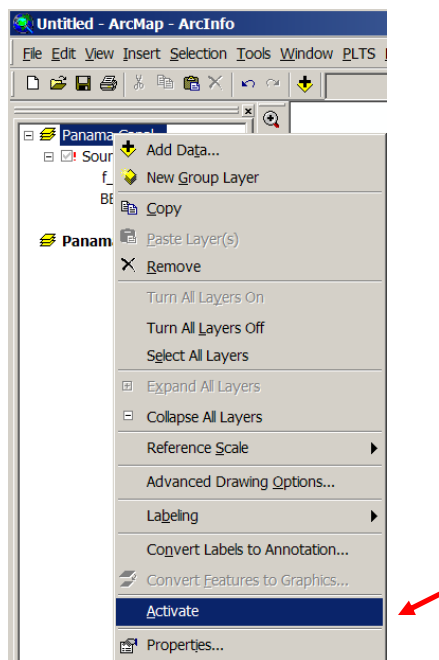 Untitled - ArcMap - ArcInfo
File Edit View Insert Selection Tools Window PLTS
Panama Canal
Sour
f_
Panam
Add Data...
New Group Layer
Copy
Paste Layer(s)
Remove
Turn All Layers On
Turn All Layers Off
Select All Layers
Expand All Layers
Collapse All Layers
Reference Scale
Advanced Drawing Options...
Labeling
Convert Labels to Annotation...
Convert Features to Graphics...
Activate
Properties...